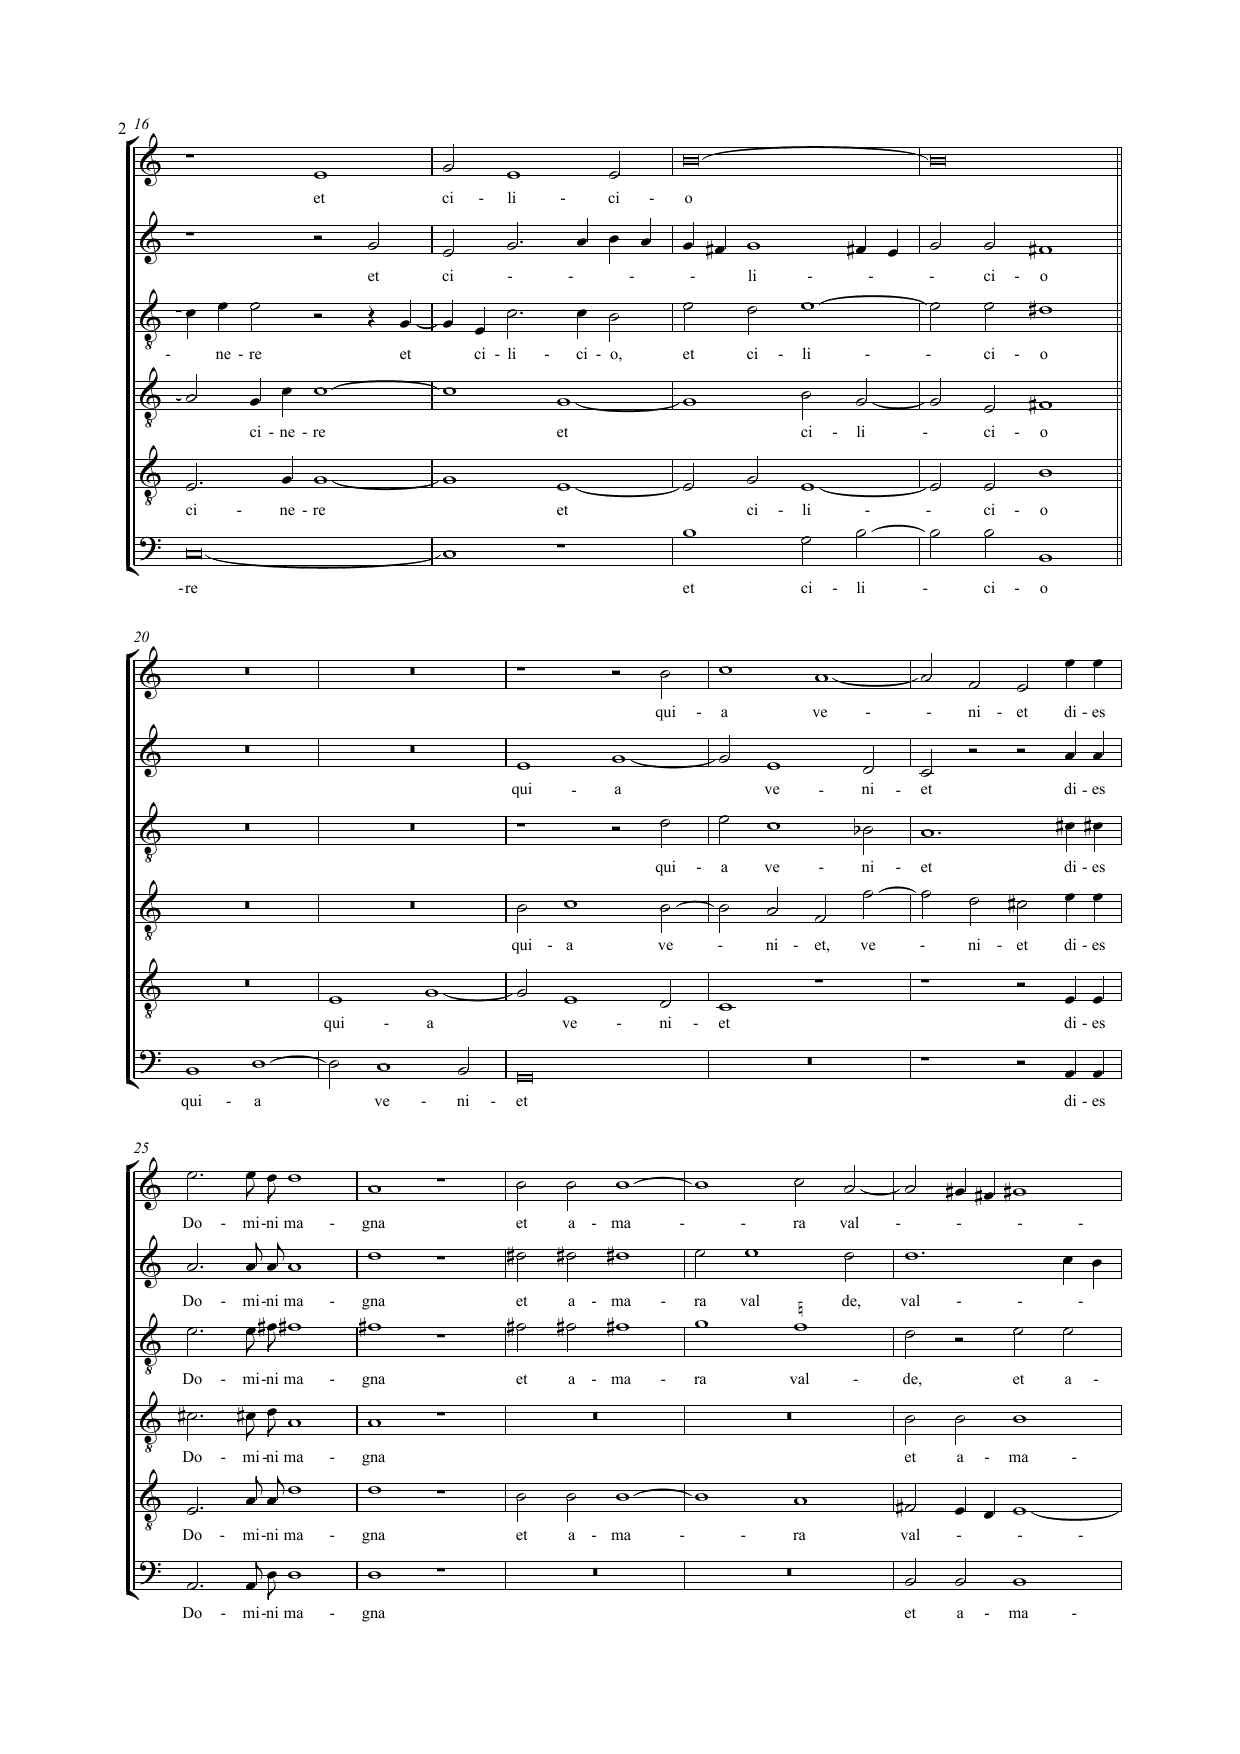 2 16
et ci - li - ci - o
et ci - - - - li - - - ci - o
- ne - re et ci - li - ci - o, et ci - li - - ci - o
ci - ne - re et ci - li - ci - o
ci - ne - re et ci - li - - ci - o
-re et ci - li - ci - o
20
qui - a ve - - ni - et di - es
qui - a ve - ni - et di - es
qui - a ve - ni - et di - es
qui - a ve - ni - et, ve - ni - et di - es
qui - a ve - ni - et di - es
qui - a ve - ni - et di - es
25
Do - mi - ni ma - gna et a - ma - - ra val - - - -
Do - mi - ni ma - gna et a - ma - ra val de, val - - -
Do - mi - ni ma - gna et a - ma - ra val - de, et a -
Do - mi - ni ma - gna et a - ma -
Do - mi - ni ma - gna et a - ma - - ra val - - -
Do - mi - ni ma - gna et a - ma -